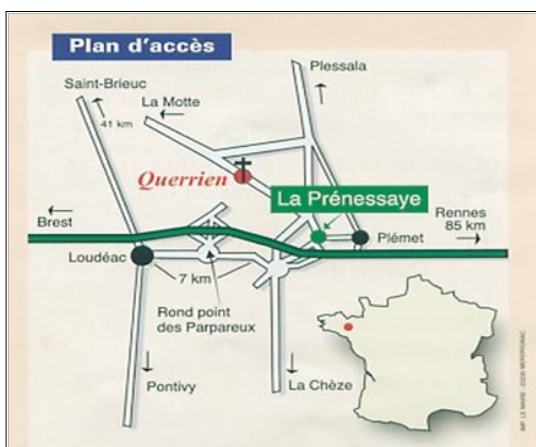 Plan d'accès
Plessala
Saint-Brieuc
La Motte
41 km
Querrien
La Prénessaye
Brest
Rennes
85 km
Loudéac
Plémet
7 km
Rond point
des Parpareux
Pontivy
La Chèze